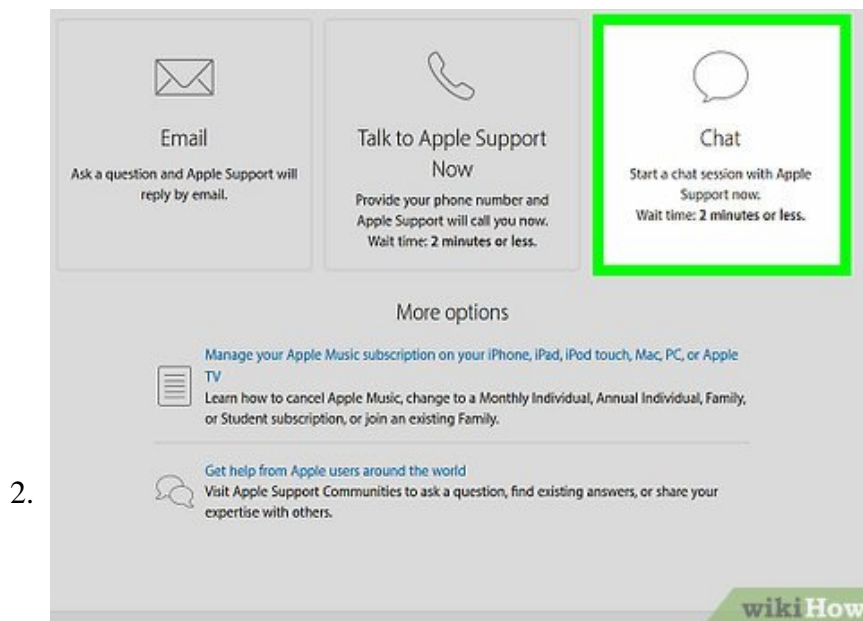 Email
Ask a question and Apple Support will
reply by email.
Talk to Apple Support
Now
Provide your phone number and
Apple Support will call you now.
Wait time: 2 minutes or less.
Chat
Start a chat session with Apple
Support now.
Wait time: 2 minutes or less.
More options
Manage your Apple Music subscription on your iPhone, iPad, iPod touch, Mac, PC, or Apple
TV
Learn how to cancel Apple Music, change to a Monthly Individual, Annual Individual, Family,
or Student subscription, or join an existing Family.
2.
Get help from Apple users around the world
Visit Apple Support Communities to ask a question, find existing answers, or share your
expertise with others.
wikiHow